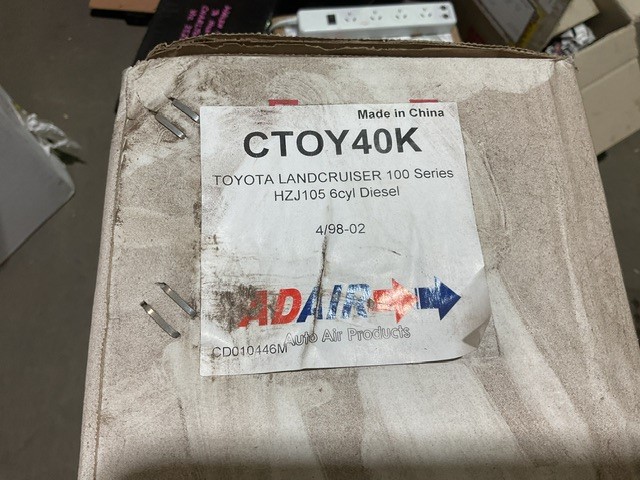 Made in China
CTOY40K
TOYOTA LANDCRUISER 100 Series
HZJ105 6cyl Diesel
4/98-02
ADAIR
Auto Air Products
CD010446M